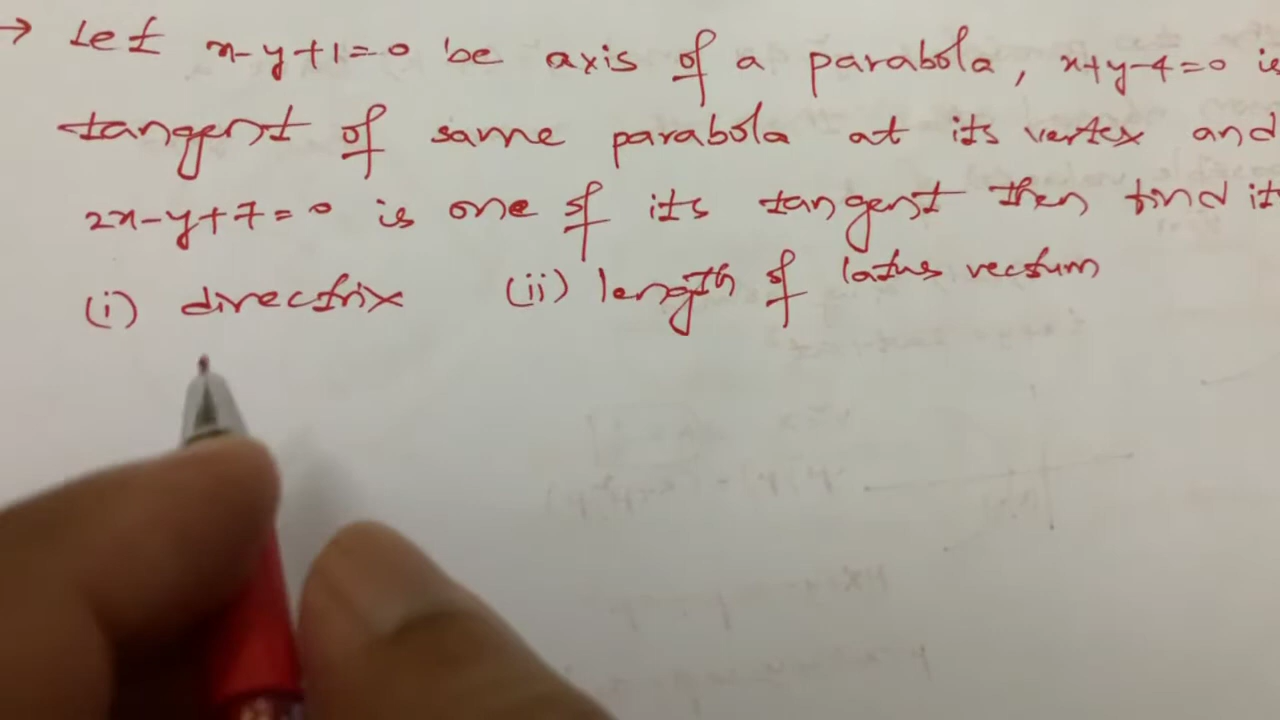 → Let x-y+1=0 be axis of a parabola, x+y-4=0 is
tangent of same parabola at its vertex and
2x-y+7=0 is one of its tangent then find it
(i) directrix (ii) length of latus rectum